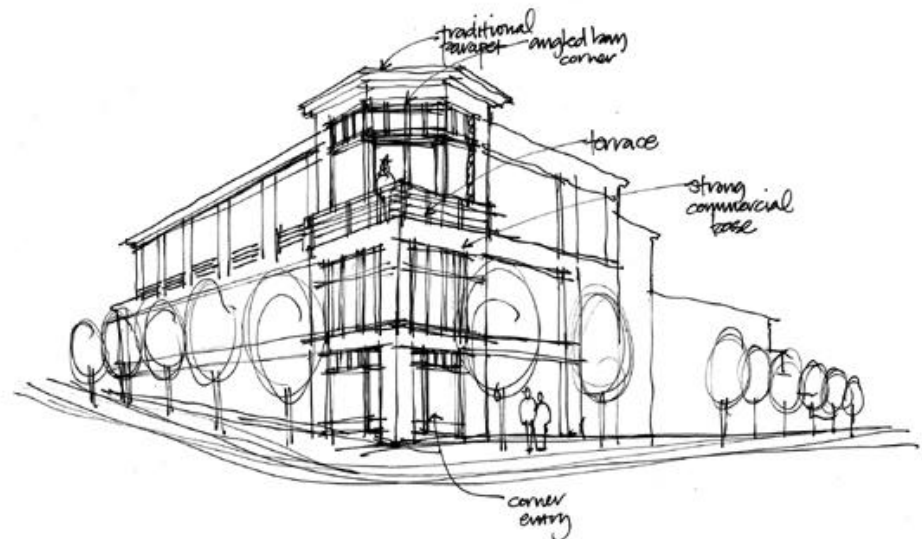 traditional
parapet
angled bay
corner
terrace
strong
commercial
base
corner
entry